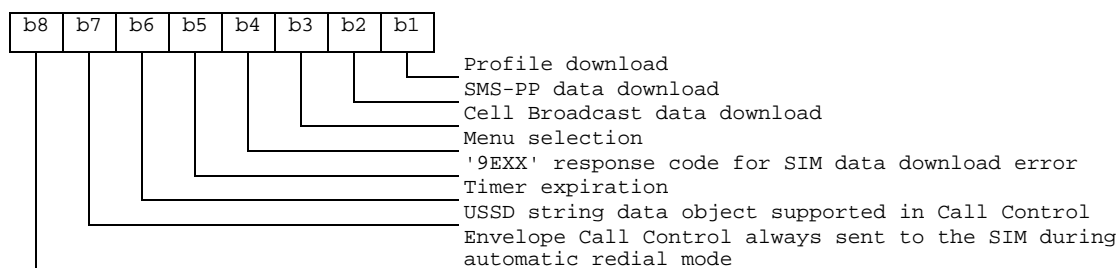 b8 b7 b6 b5 b4 b3 b2 b1
Profile download
SMS-PP data download
Cell Broadcast data download
Menu selection
'9EXX' response code for SIM data download error
Timer expiration
USSD string data object supported in Call Control
Envelope Call Control always sent to the SIM during
automatic redial mode